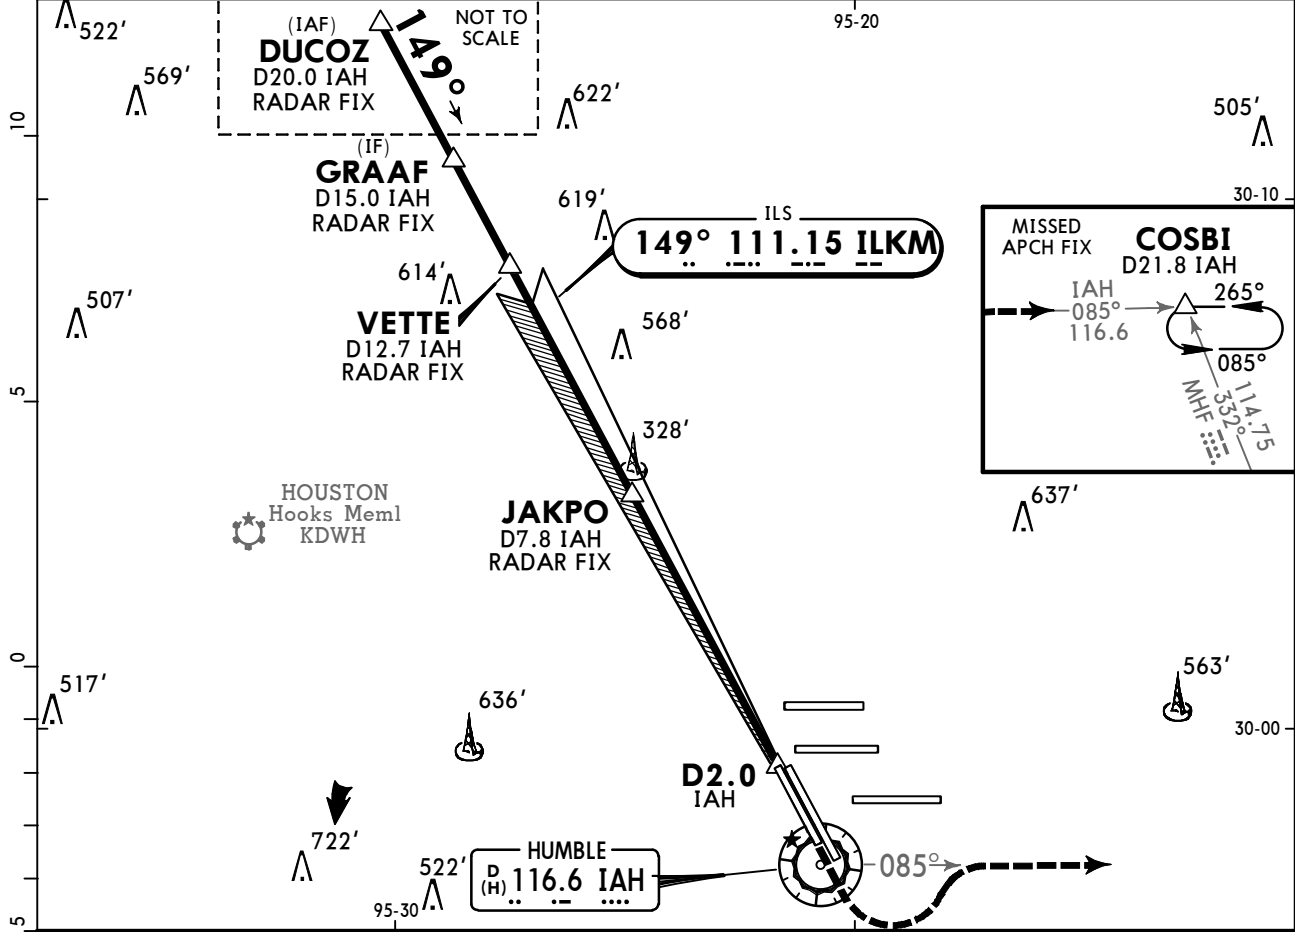 522'
(IAF)
DUCOZ
D20.0 IAH
RADAR FIX
149°
NOT TO
SCALE
95-20
569'
622'
505'
10
(IF)
GRAAF
D15.0 IAH
RADAR FIX
619'
ILS
149° 111.15 ILKM
30-10
MISSED
APCH FIX
COSBI
D21.8 IAH
IAH
085°
116.6
265°
085°
114.75
332°
MHF
614'
507'
VETTE
D12.7 IAH
RADAR FIX
568'
5
328'
HOUSTON
Hooks Meml
KDWH
JAKPO
D7.8 IAH
RADAR FIX
637'
0
517'
636'
563'
30-00
D2.0
IAH
722'
522'
HUMBLE
D
(H) 116.6 IAH
085°
95-30
5